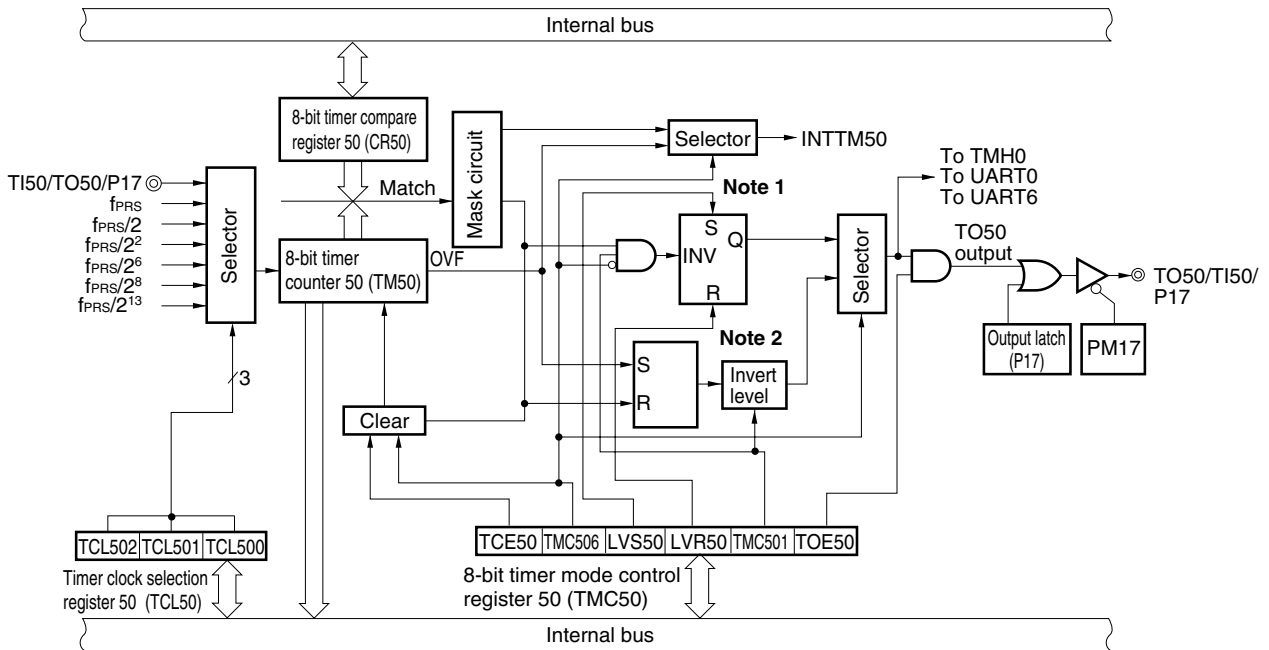 Internal bus
8-bit timer compare
register 50 (CR50)
Mask circuit
Selector
INTTM50
To TMH0
To UART0
To UART6
TI50/TO50/P17
fPRS
fPRS/2
fPRS/2²
fPRS/2⁶
fPRS/2⁸
fPRS/2¹³
Selector
Match
Note 1
8-bit timer
counter 50 (TM50)
OVF
S
Q
INV
R
Selector
TO50
output
TO50/TI50/
P17
Note 2
Output latch
(P17)
PM17
S
R
Invert
level
3
Clear
TCL502 TCL501 TCL500
TCE50 TMC506 LVS50 LVR50 TMC501 TOE50
Timer clock selection
register 50 (TCL50)
8-bit timer mode control
register 50 (TMC50)
Internal bus